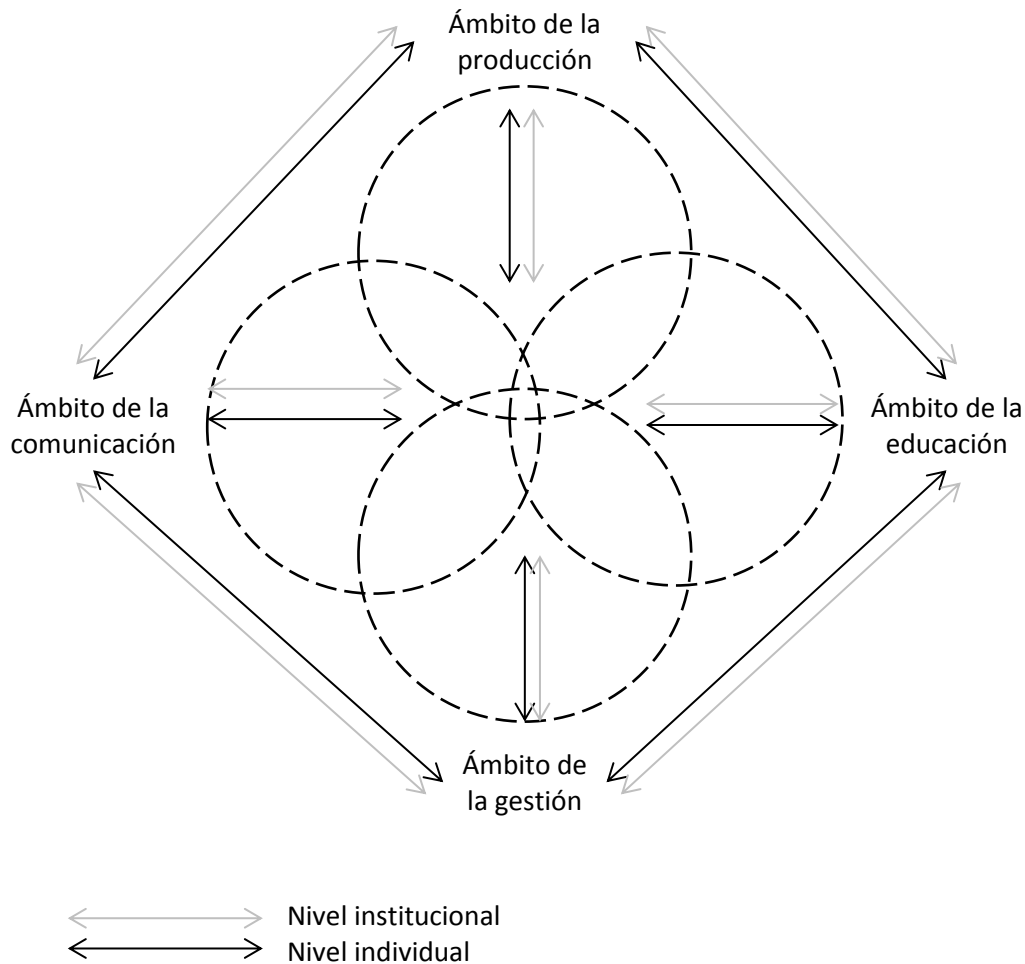 Ámbito de la
producción
Ámbito de la
comunicación
Ámbito de la
educación
Ámbito de
la gestión
Nivel institucional
Nivel individual